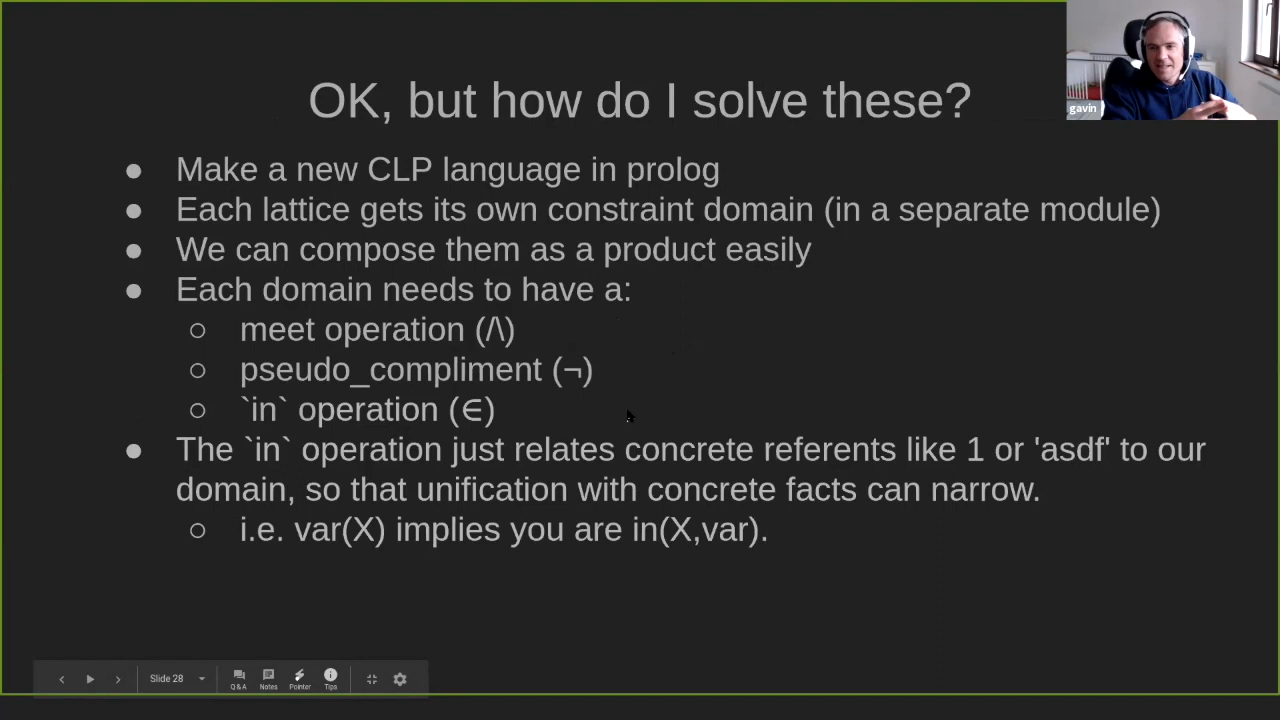 OK, but how do I solve these?
gavin
● Make a new CLP language in prolog
● Each lattice gets its own constraint domain (in a separate module)
● We can compose them as a product easily
● Each domain needs to have a:
○ meet operation (/\)
○ pseudo_compliment (¬)
○ `in` operation (∈)
● The `in` operation just relates concrete referents like 1 or 'asdf' to our
domain, so that unification with concrete facts can narrow.
○ i.e. var(X) implies you are in(X,var).
Slide 28
Q&A Notes Pointer Tips